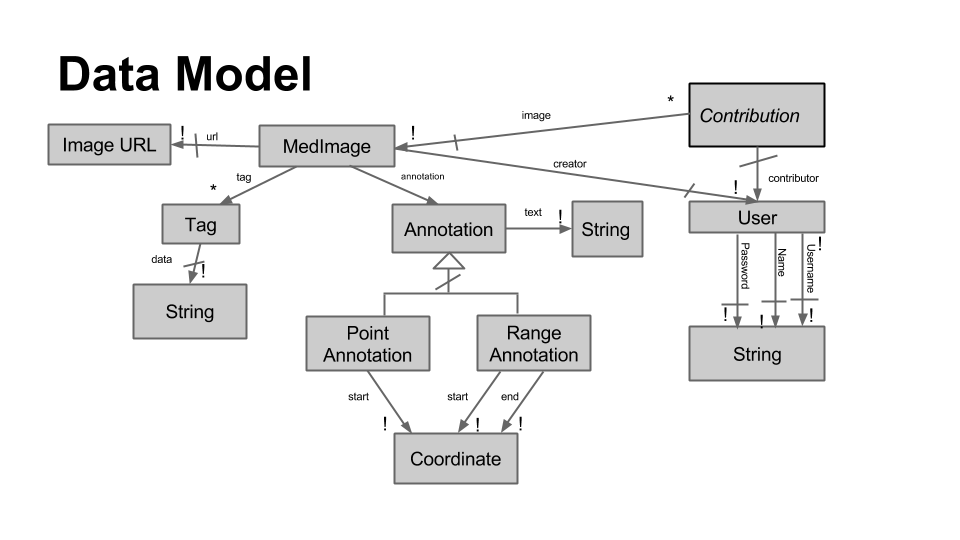 Data Model
*
Contribution
image
!
Image URL
!
url
MedImage
creator
contributor
!
tag
annotation
*
Tag
Annotation
text
!
String
User
!
data
!
Password
Name
Username
String
!
!
!
Point
Annotation
Range
Annotation
String
start
start
end
!
!
!
Coordinate